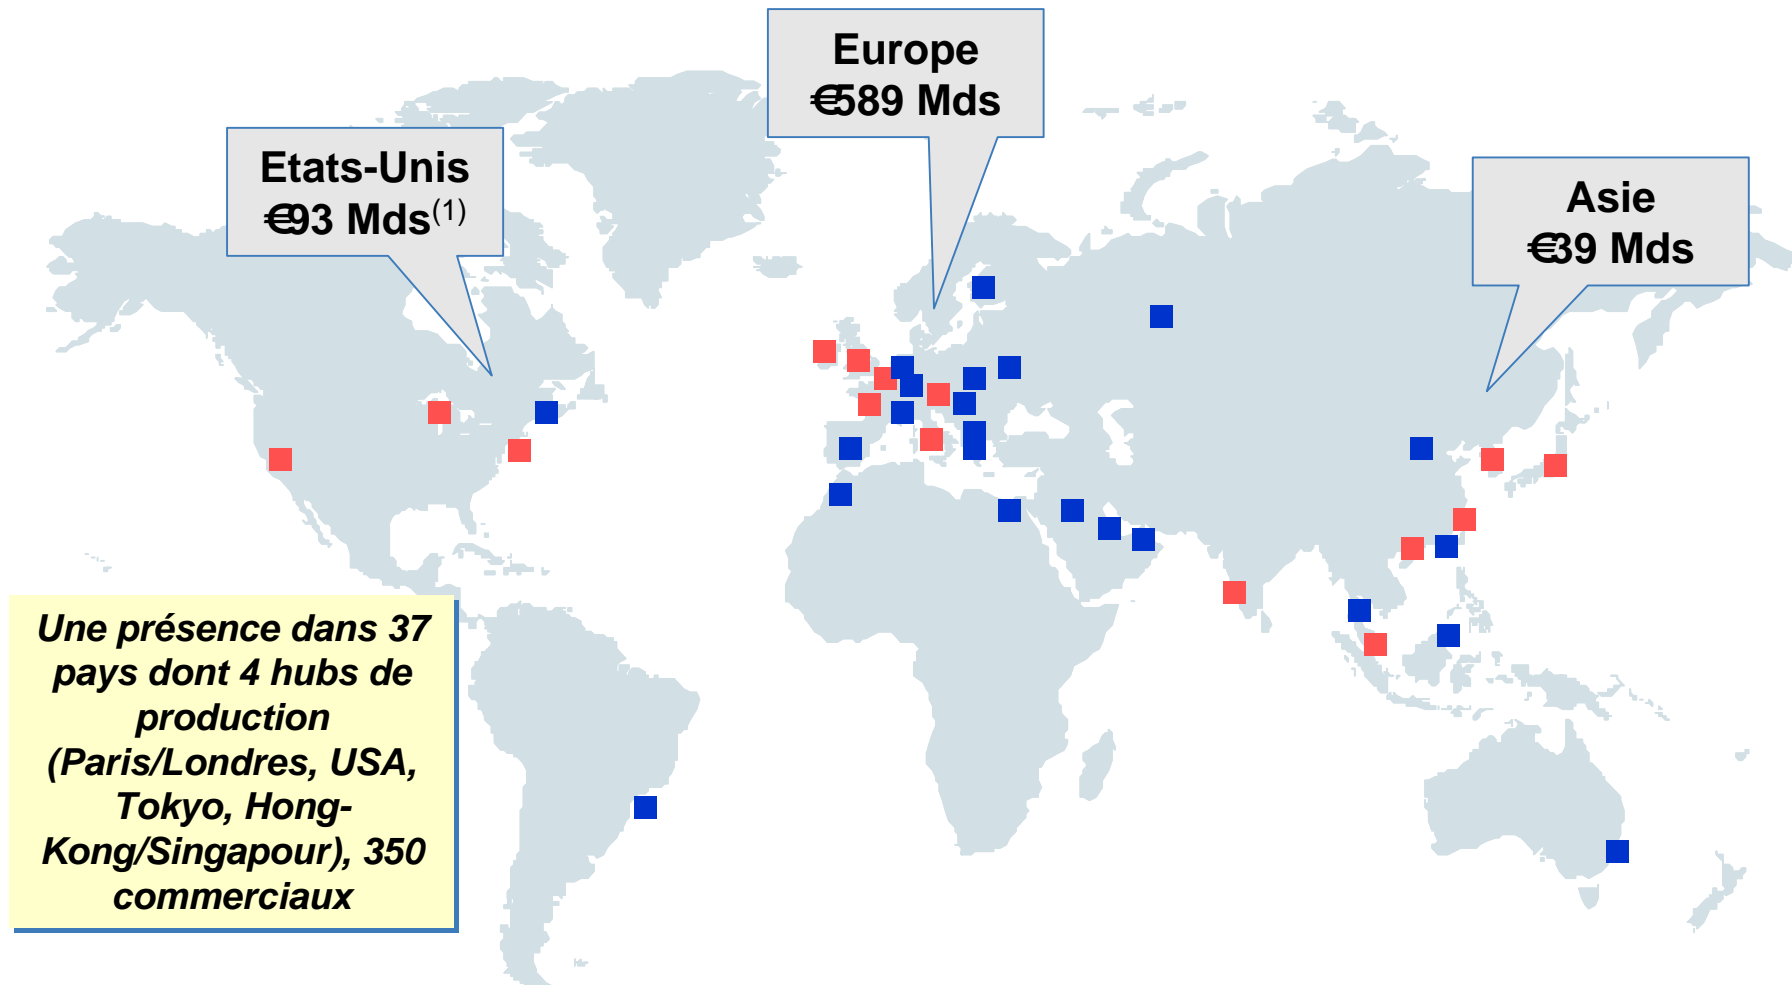 Europe
€589 Mds
Etats-Unis
€93 Mds(1)
Asie
€39 Mds
Une présence dans 37
pays dont 4 hubs de
production
(Paris/Londres, USA,
Tokyo, Hong-
Kong/Singapour), 350
commerciaux